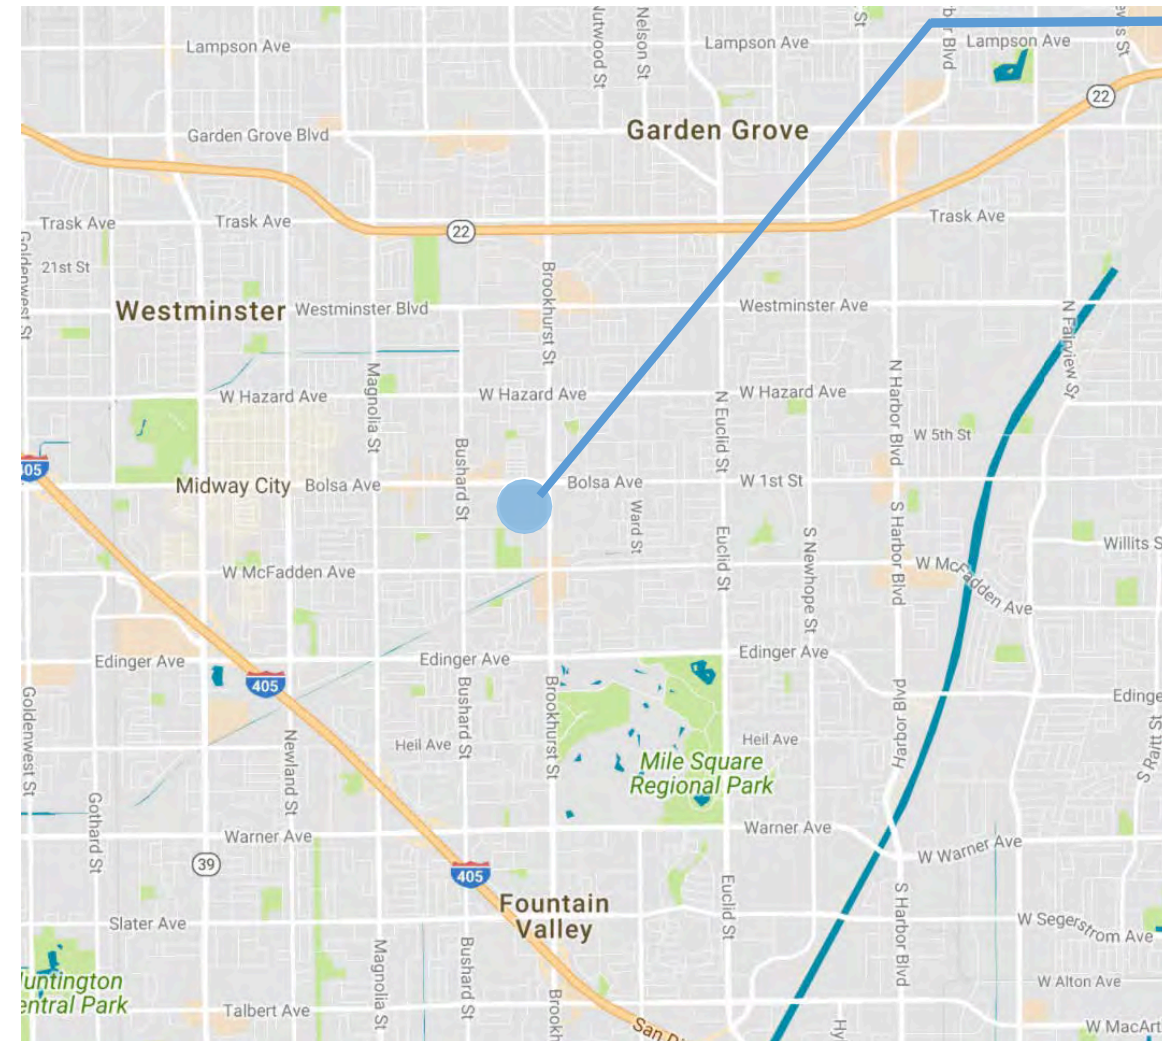 Nutwood St
Nelson St
St
Lampson Ave
Lampson Ave
Lampson Ave
22
Garden Grove Blvd
Garden Grove
Trask Ave
Trask Ave
22
Trask Ave
Goldenwest St
21st St
Brookhurst St
Westminster
Westminster Blvd
Westminster Ave
N Fairview St
Magnolia St
W Hazard Ave
W Hazard Ave
N Euclid St
W Hazard Ave
N Harbor Blvd
W 5th St
Bushard St
405
Midway City
Bolsa Ave
Bolsa Ave
W 1st St
Ward St
Euclid St
S Newhope St
S Harbor Blvd
Willits S
W McFadden Ave
W McFadden Ave
Edinger Ave
Edinger Ave
Edinger Ave
405
Goldenwest St
Bushard St
Brookhurst St
Harbor Blvd
Edinge
Newland St
Heil Ave
Heil Ave
Mile Square
Regional Park
Gothard St
Warner Ave
Warner Ave
W Warner Ave
39
405
Euclid St
S Harbor Blvd
Fountain
Valley
Slater Ave
W Segerstrom Ave
Magnolia St
Bushard St
Brookh
untington
entral Park
W Alton Ave
Talbert Ave
San Di
Hy
W MacArt